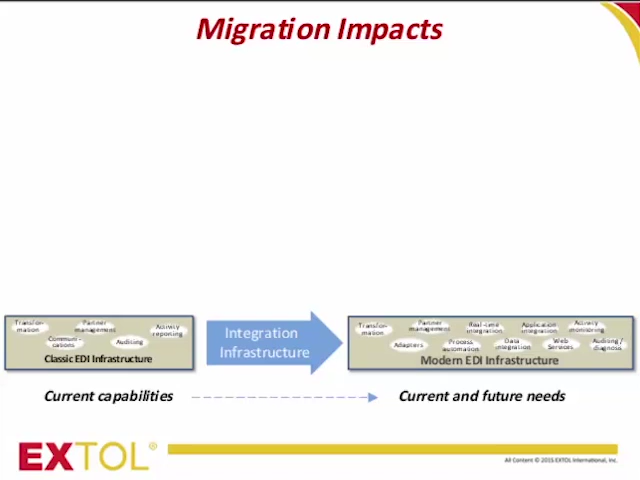 Migration Impacts
Transfor-
mation
Partner
management
Activity
reporting
Communi-
cations
Auditing
Classic EDI Infrastructure
Integration
Infrastructure
Transfor-
mation
Partner
management
Real-time
integration
Application
integration
Activity
monitoring
Adapters
Process
automation
Data
integration
Web
Services
Auditing/
diagnosis
Modern EDI Infrastructure
Current capabilities
Current and future needs
EXTOL®
All Content © 2015 EXTOL International, Inc.